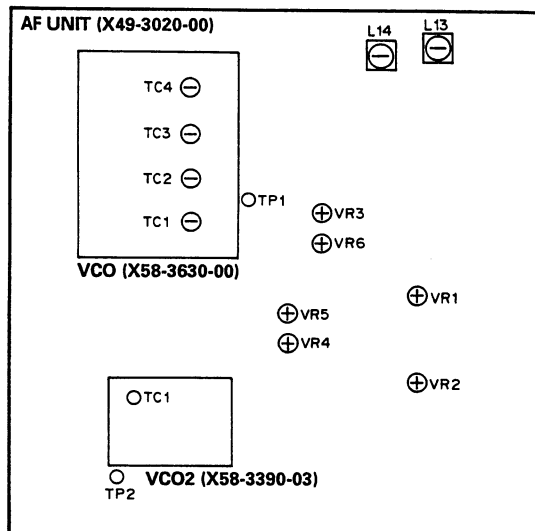 AF UNIT (X49-3020-00)
L14
L13
TC4
TC3
TC2
TC1
TP1
VR3
VR6
VCO (X58-3630-00)
VR1
VR5
VR4
VR2
TC1
VCO2 (X58-3390-03)
TP2